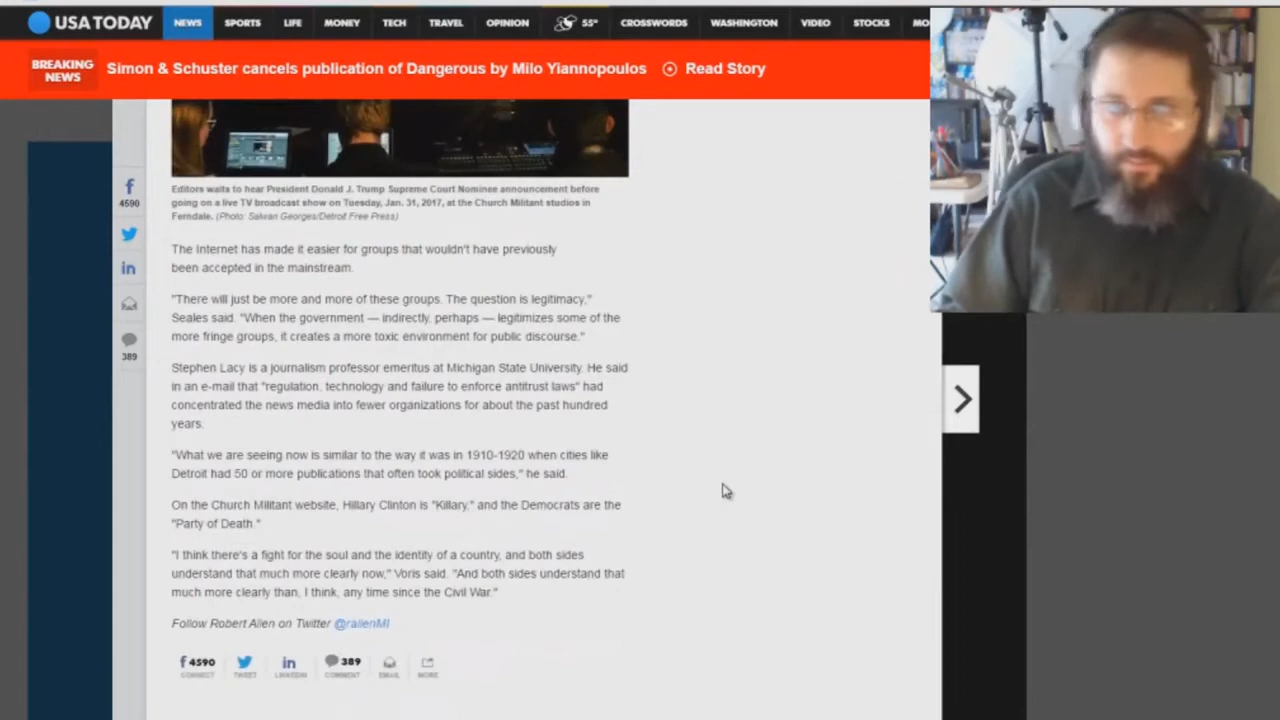 USA TODAY NEWS SPORTS LIFE MONEY TECH TRAVEL OPINION 55° CROSSWORDS WASHINGTON VIDEO STOCKS MO
BREAKING NEWS
Simon & Schuster cancels publication of Dangerous by Milo Yiannopoulos Read Story
Editors waits to hear President Donald J. Trump Supreme Court Nominee announcement before
going on a live TV broadcast show on Tuesday, Jan. 31, 2017, at the Church Militant studios in
Ferndale. (Photo: Salwan Georges/Detroit Free Press)
4590
389
The Internet has made it easier for groups that wouldn't have previously
been accepted in the mainstream.
"There will just be more and more of these groups. The question is legitimacy,"
Seales said. "When the government — indirectly, perhaps — legitimizes some of the
more fringe groups, it creates a more toxic environment for public discourse."
Stephen Lacy is a journalism professor emeritus at Michigan State University. He said
in an e-mail that "regulation, technology and failure to enforce antitrust laws" had
concentrated the news media into fewer organizations for about the past hundred
years.
"What we are seeing now is similar to the way it was in 1910-1920 when cities like
Detroit had 50 or more publications that often took political sides," he said.
On the Church Militant website, Hillary Clinton is "Killary," and the Democrats are the
"Party of Death."
"I think there's a fight for the soul and the identity of a country, and both sides
understand that much more clearly now," Voris said. "And both sides understand that
much more clearly than, I think, any time since the Civil War."
Follow Robert Allen on Twitter @rallenMI
4590 389
CONNECT TWEET LINKEDIN COMMENT EMAIL MORE